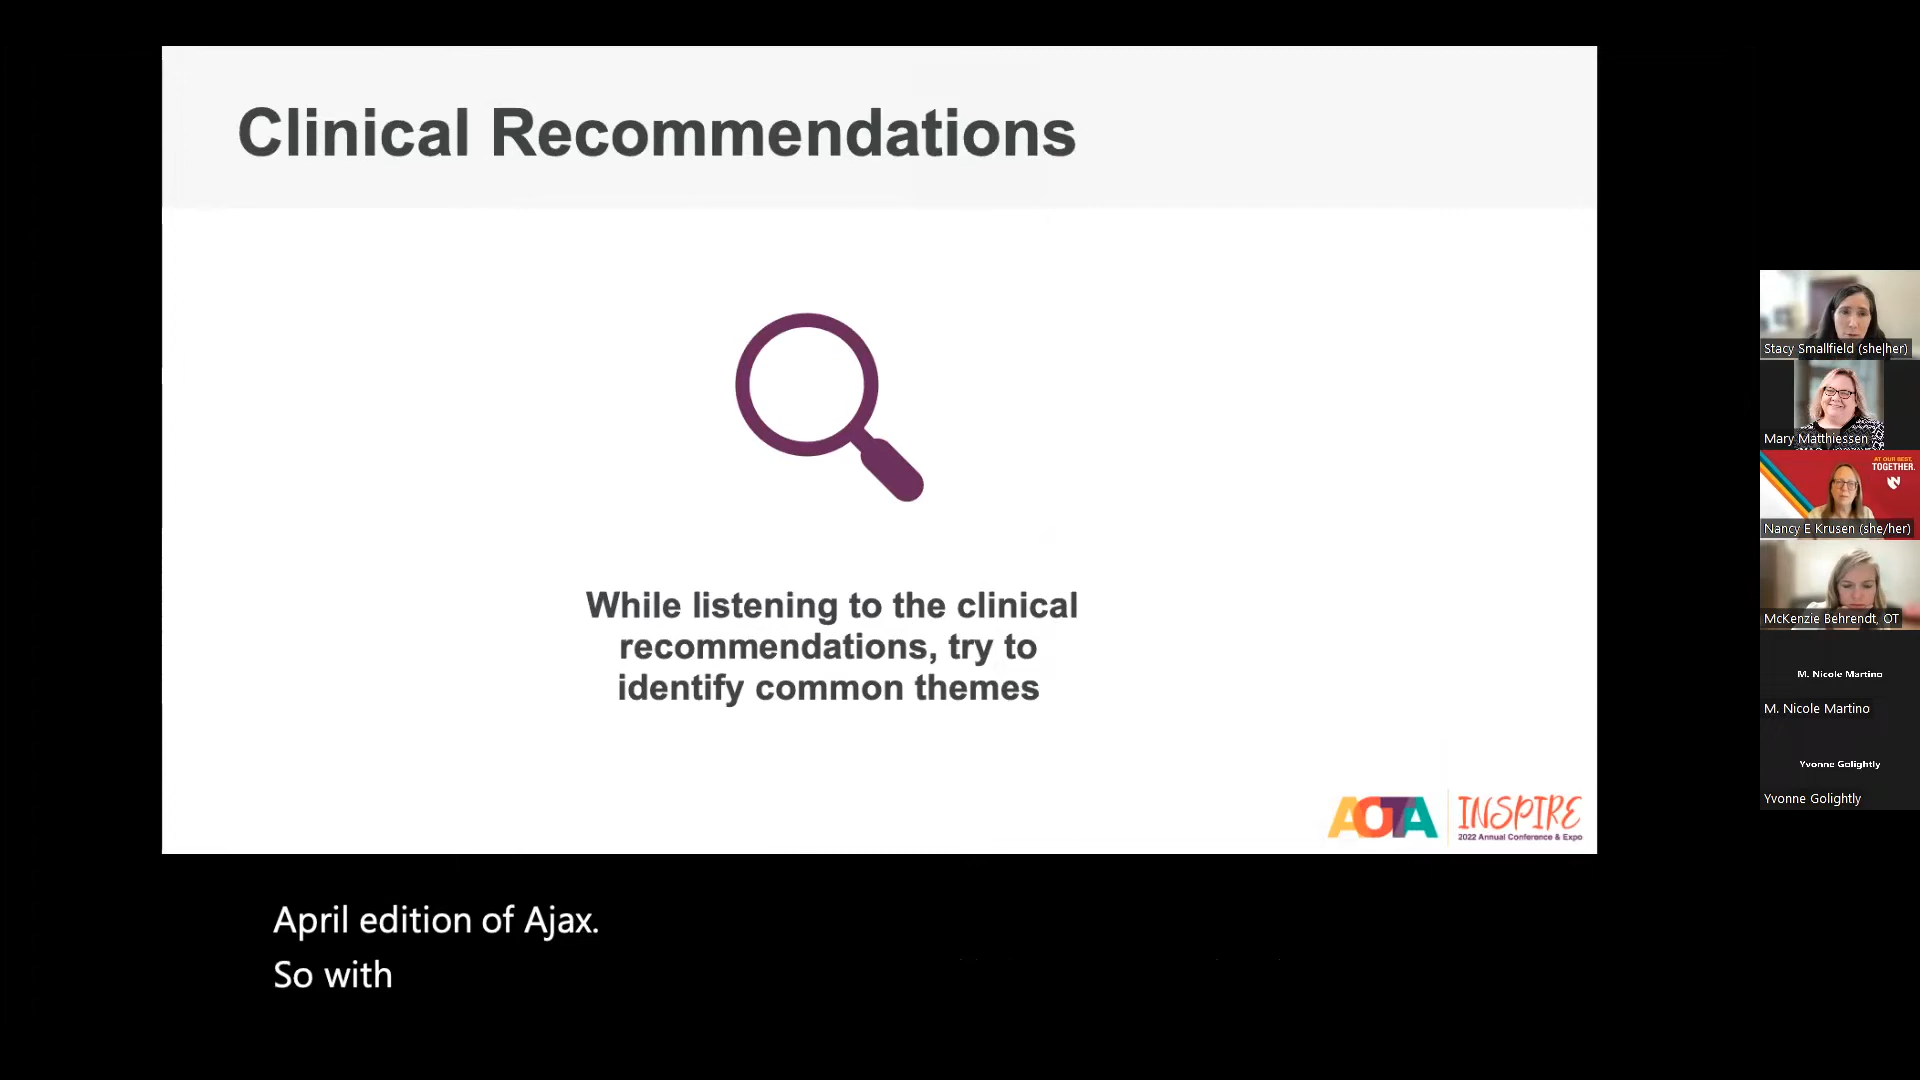 Clinical Recommendations
While listening to the clinical
recommendations, try to
identify common themes
AOTA
INSPIRE
2022 Annual Conference & Expo
April edition of Ajax.
So with
Stacy Smallfield (she|her)
Mary Matthiessen
AT OUR BEST,
TOGETHER.
N
Nancy E Krusen (she/her)
McKenzie Behrendt, OT
M. Nicole Martino
M. Nicole Martino
Yvonne Golightly
Yvonne Golightly